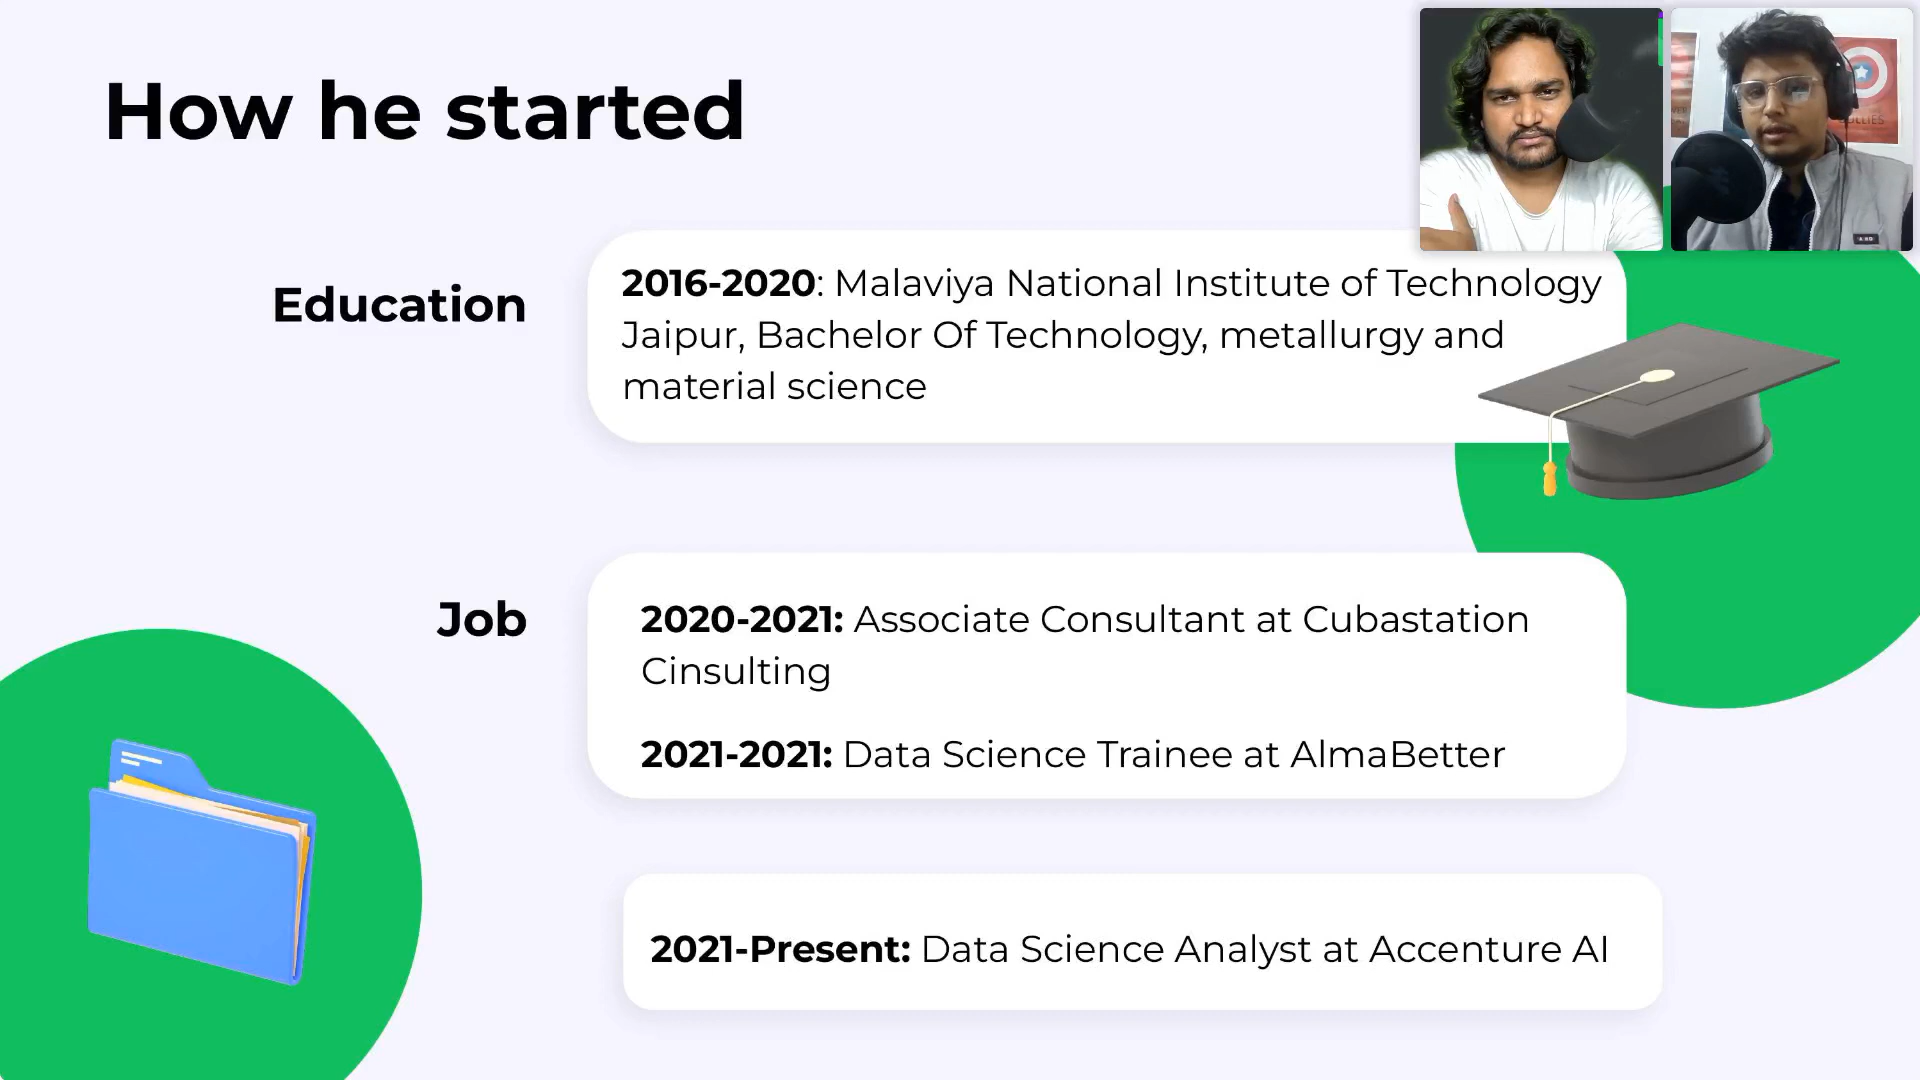 How he started
Education
2016-2020: Malaviya National Institute of Technology
Jaipur, Bachelor Of Technology, metallurgy and
material science
Job
2020-2021: Associate Consultant at Cubastation
Cinsulting
2021-2021: Data Science Trainee at AlmaBetter
2021-Present: Data Science Analyst at Accenture AI